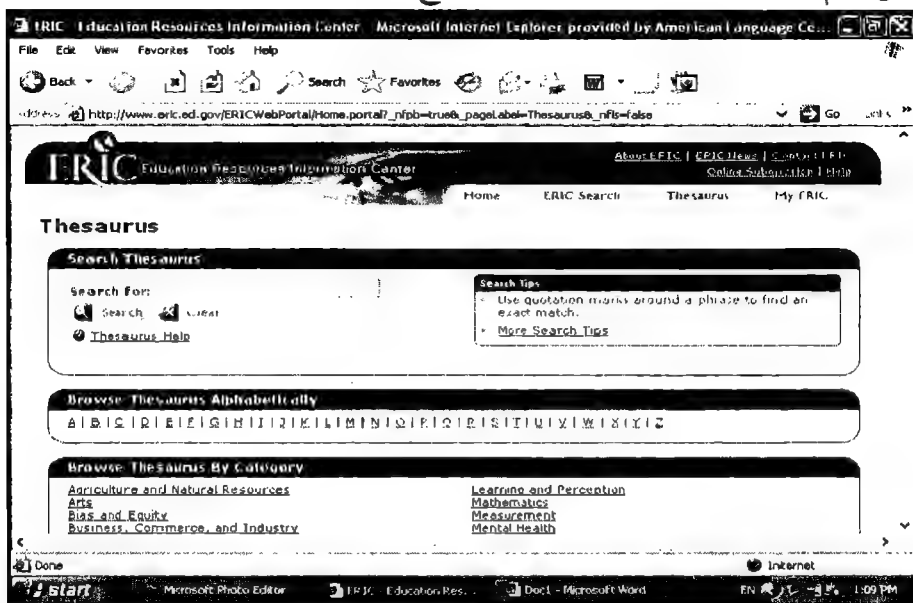 ERIC - Education Resources Information Center - Microsoft Internet Explorer provided by American Language Ce...
File Edit View Favorites Tools Help
Back Search Favorites
Address http://www.eric.ed.gov/ERICWebPortal/Home.portal?_nfpb=true&_pageLabel=Thesaurus&_nfls=false Go
ERIC Education Resources Information Center
About ERIC | ERIC News | Contact
Online Submission | Help
Home ERIC Search Thesaurus My ERIC
Thesaurus
Search Thesaurus
Search For:
Search Clear
Thesaurus Help
Search Tips
Use quotation marks around a phrase to find an
exact match.
More Search Tips
Browse Thesaurus Alphabetically
A | B | C | D | E | F | G | H | I | J | K | L | M | N | O | P | Q | R | S | T | U | V | W | X | Y | Z
Browse Thesaurus By Category
Agriculture and Natural Resources
Arts
Bias and Equity
Business, Commerce, and Industry
Learning and Perception
Mathematics
Measurement
Mental Health
Done Internet
start Microsoft Photo Editor ERIC - Education Res... Doc1 - Microsoft Word EN 1:09 PM